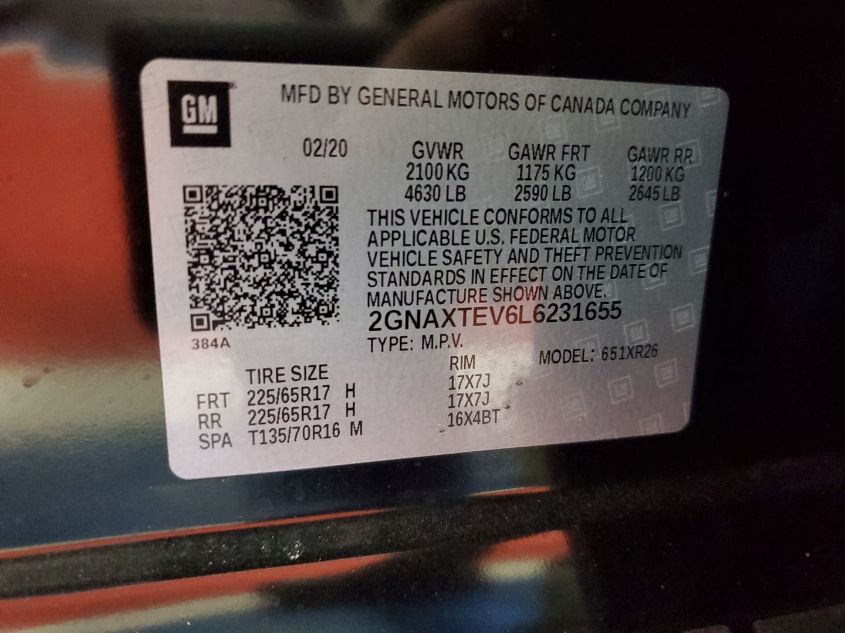 GM
MFD BY GENERAL MOTORS OF CANADA COMPANY
02/20 GVWR GAWR FRT GAWR RR
2100 KG 1175 KG 1200 KG
4630 LB 2590 LB 2645 LB
THIS VEHICLE CONFORMS TO ALL
APPLICABLE U.S. FEDERAL MOTOR
VEHICLE SAFETY AND THEFT PREVENTION
STANDARDS IN EFFECT ON THE DATE OF
MANUFACTURE SHOWN ABOVE.
2GNAXTEV6L6231655
384A
TYPE: M.P.V. MODEL: 651XR26
TIRE SIZE RIM
FRT 225/65R17 H 17X7J
RR 225/65R17 H 17X7J
SPA T135/70R16 M 16X4BT